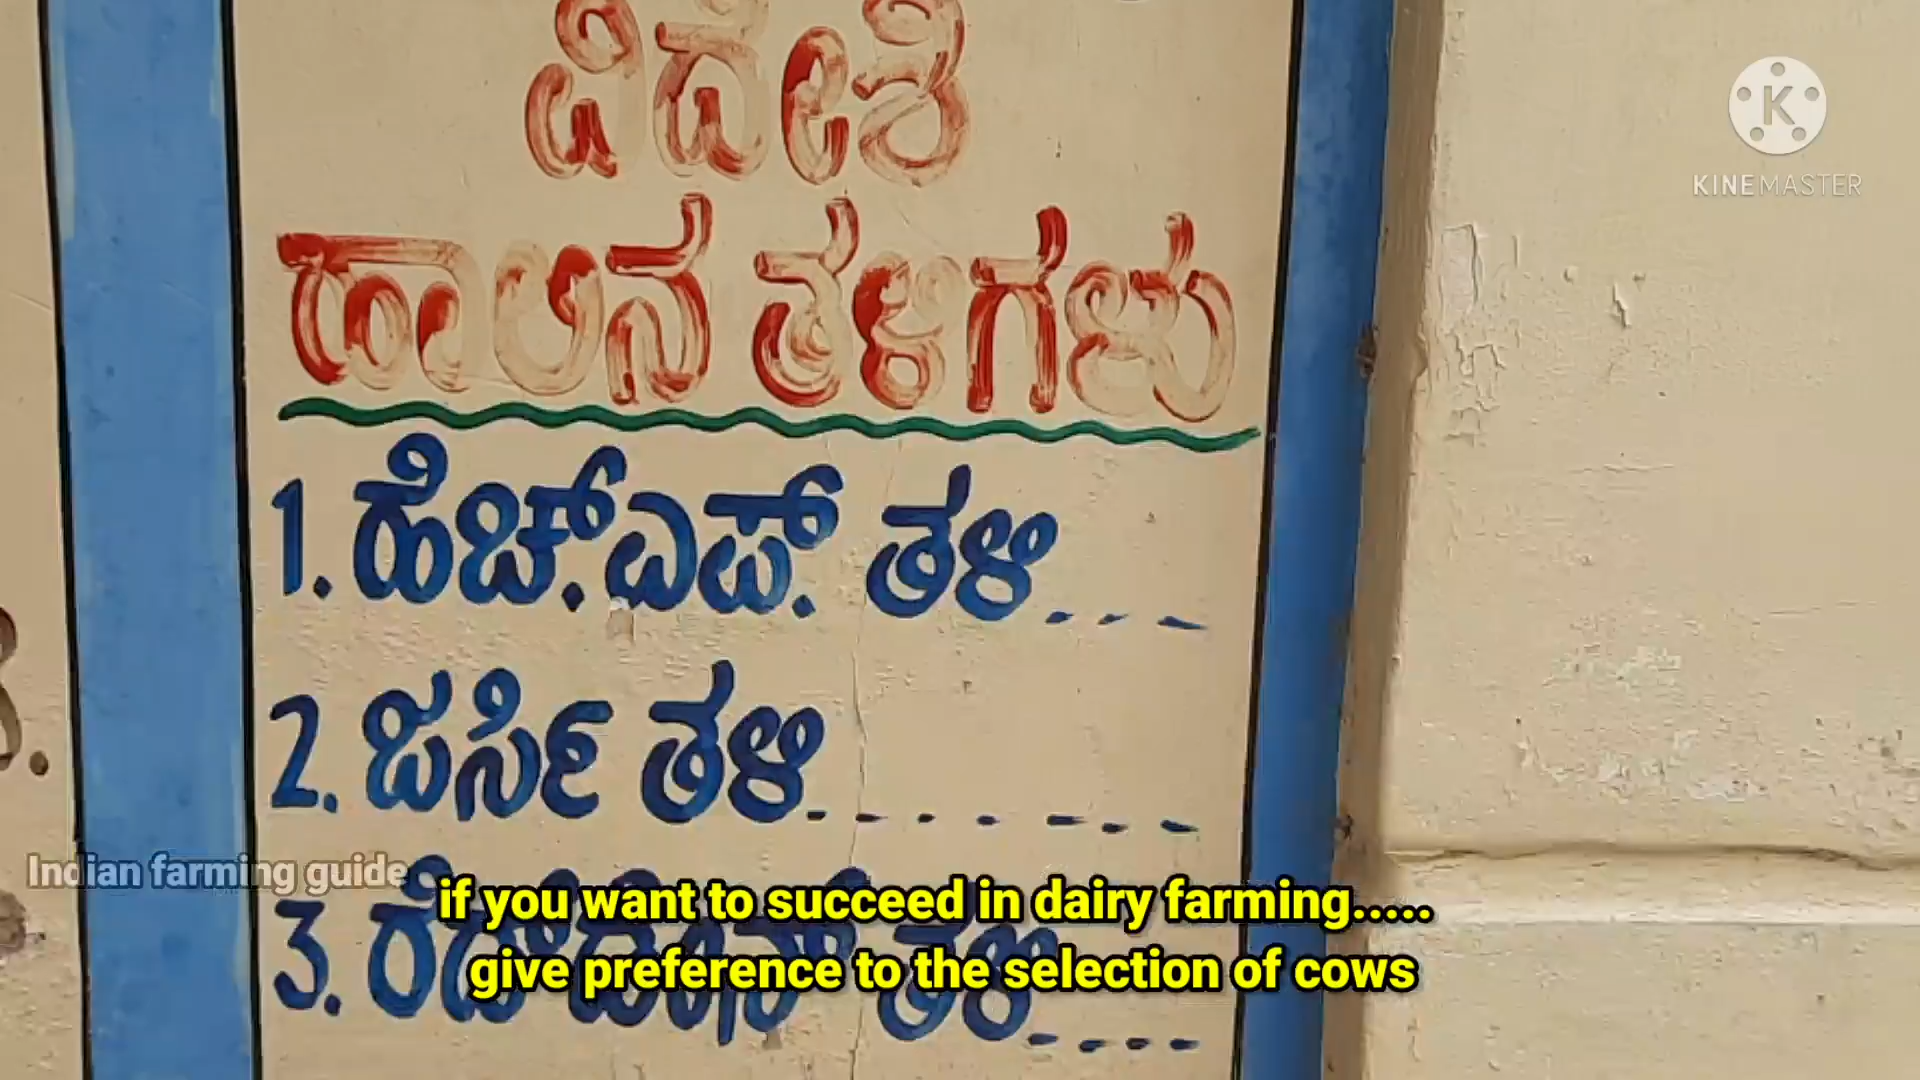 ವಿದೇಶಿ
ಹಾಲಿನ ತಳಿಗಳು
1. ಹೆಚ್.ಎಫ್. ತಳಿ
2. ಜರ್ಸಿ ತಳಿ
3. ರೆಡ್ ಡೇನ್ ತಳಿ
Indian farming guide
if you want to succeed in dairy farming.....
give preference to the selection of cows
KINEMASTER